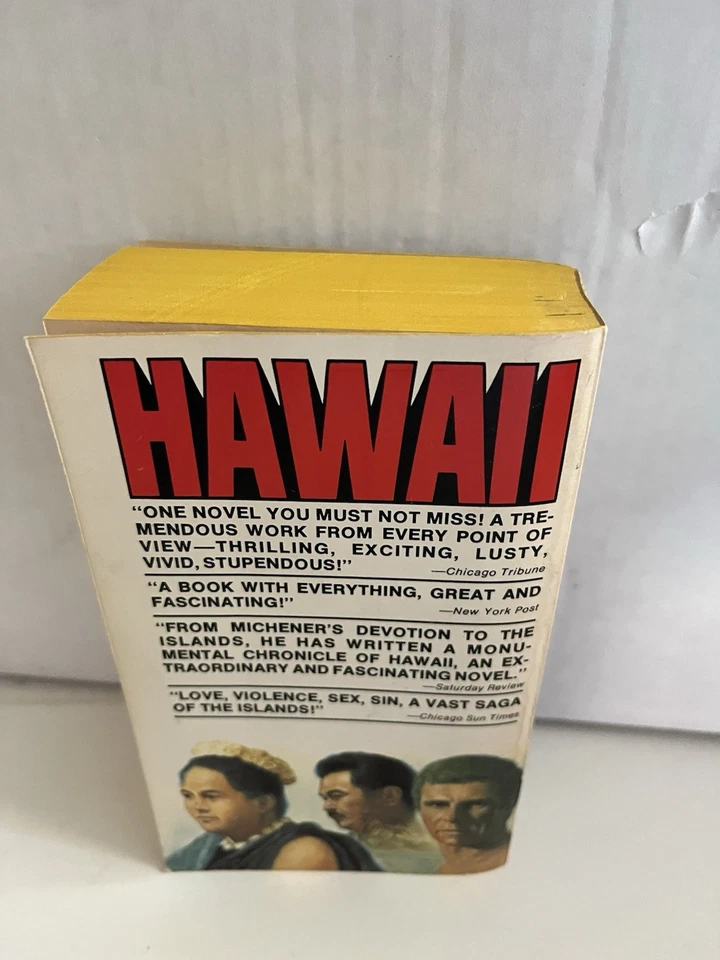 HAWAII
“ONE NOVEL YOU MUST NOT MISS! A TRE-
MENDOUS WORK FROM EVERY POINT OF
VIEW—THRILLING, EXCITING, LUSTY,
VIVID, STUPENDOUS!”
—Chicago Tribune
“A BOOK WITH EVERYTHING, GREAT AND
FASCINATING!”
—New York Post
“FROM MICHENER'S DEVOTION TO THE
ISLANDS, HE HAS WRITTEN A MONU-
MENTAL CHRONICLE OF HAWAII, AN EX-
TRAORDINARY AND FASCINATING NOVEL.”
—Saturday Review
“LOVE, VIOLENCE, SEX, SIN, A VAST SAGA
OF THE ISLANDS!”
—Chicago Sun Times